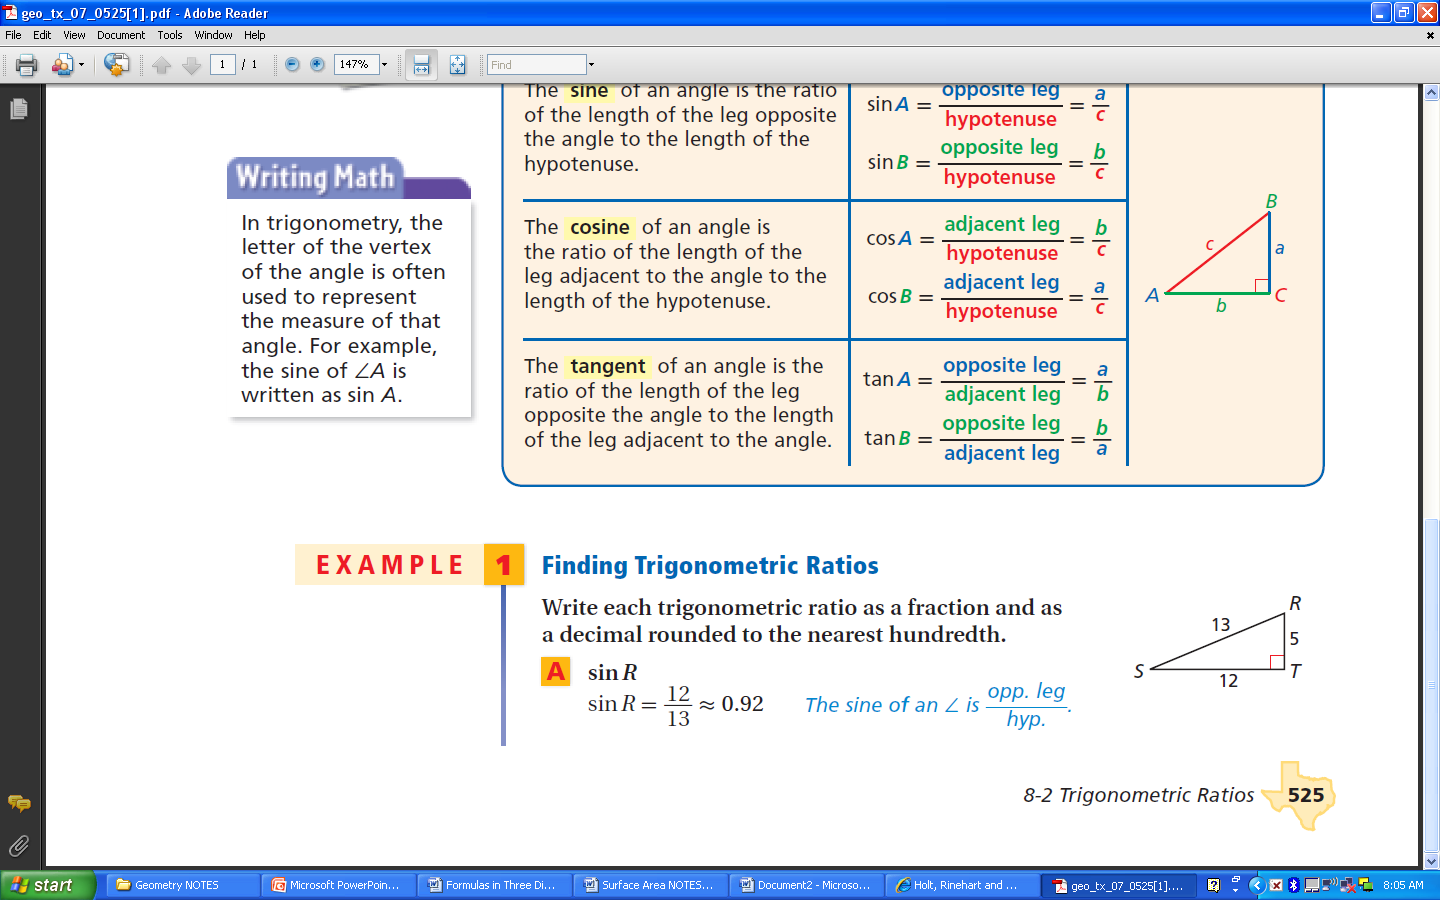 geo_tx_07_0525[1].pdf - Adobe Reader
File Edit View Document Tools Window Help
1 / 1 147% Find
The sine of an angle is the ratio
of the length of the leg opposite
the angle to the length of the
hypotenuse.
sin A = opposite leg / hypotenuse = a / c
sin B = opposite leg / hypotenuse = b / c
Writing Math
In trigonometry, the
letter of the vertex
of the angle is often
used to represent
the measure of that
angle. For example,
the sine of ∠A is
written as sin A.
The cosine of an angle is
the ratio of the length of the
leg adjacent to the angle to the
length of the hypotenuse.
cos A = adjacent leg / hypotenuse = b / c
cos B = adjacent leg / hypotenuse = a / c
B
c
a
A
C
b
The tangent of an angle is the
ratio of the length of the leg
opposite the angle to the length
of the leg adjacent to the angle.
tan A = opposite leg / adjacent leg = a / b
tan B = opposite leg / adjacent leg = b / a
EXAMPLE 1 Finding Trigonometric Ratios
Write each trigonometric ratio as a fraction and as
a decimal rounded to the nearest hundredth.
R
13
5
S
T
12
A sin R
sin R = 12 / 13 ≈ 0.92 The sine of an ∠ is opp. leg / hyp.
8-2 Trigonometric Ratios 525
start Geometry NOTES Microsoft PowerPoin... Formulas in Three Di... Surface Area NOTES... Document2 - Microso... Holt, Rinehart and ... geo_tx_07_0525[1].... 8:05 AM